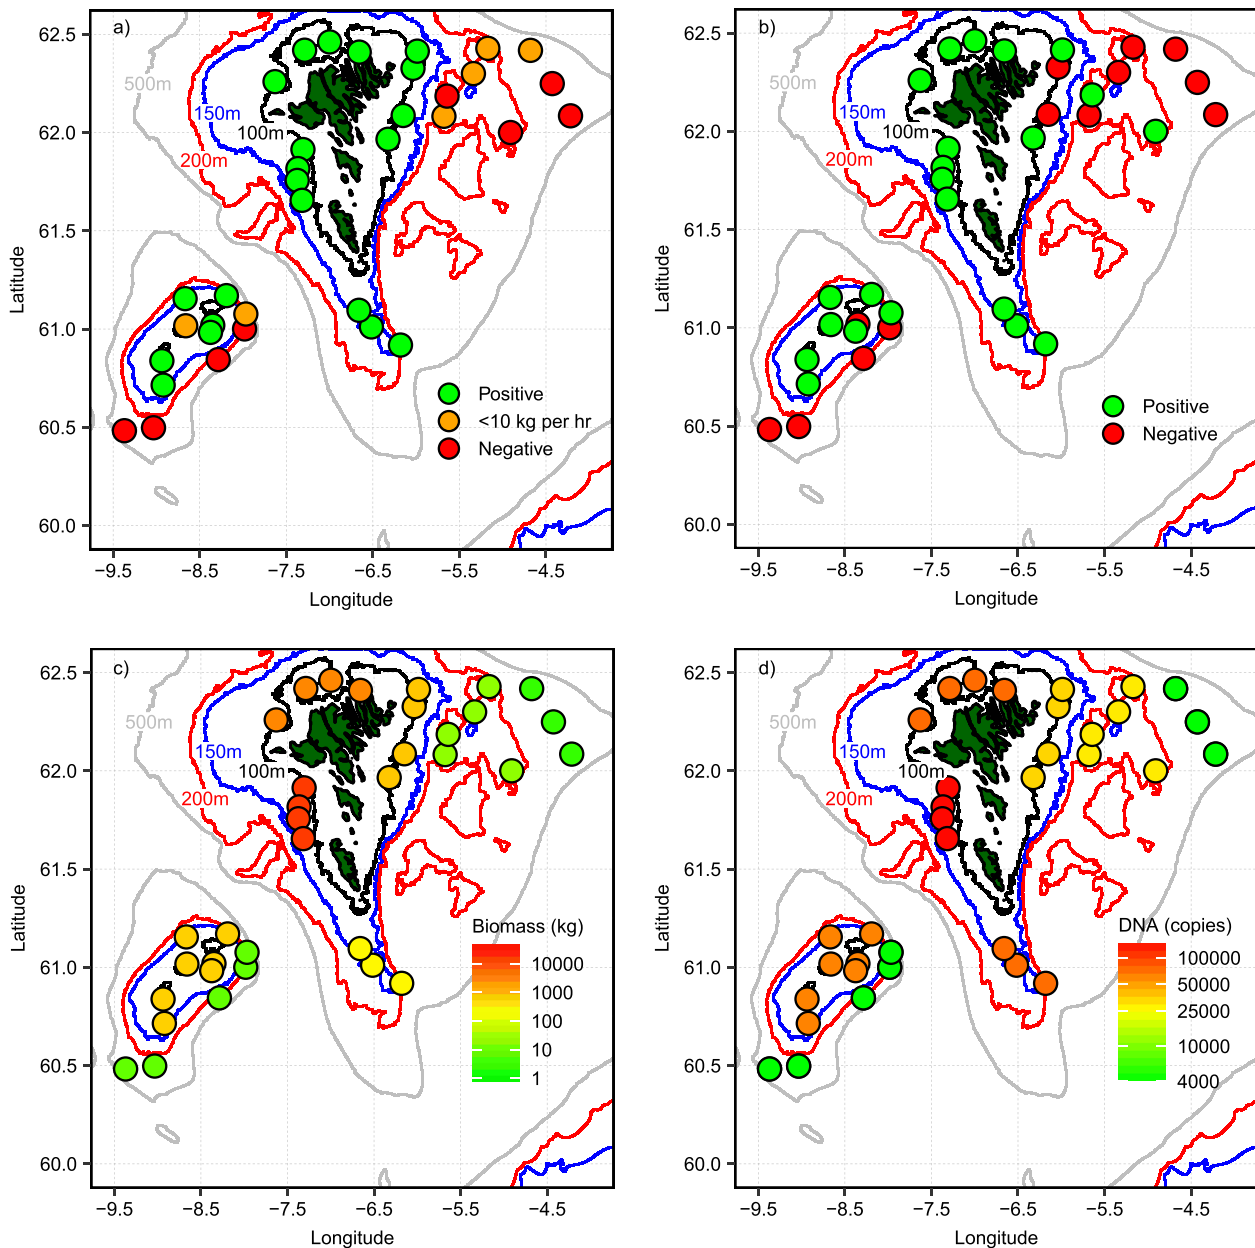 a)
62.5
500m
150m
100m
62.0
200m
61.5
Latitude
61.0
Positive
<10 kg per hr
60.5
Negative
60.0
−9.5
−8.5
−7.5
−6.5
−5.5
−4.5
Longitude
b)
62.5
500m
150m
100m
62.0
200m
61.5
Latitude
61.0
Positive
Negative
60.5
60.0
−9.5
−8.5
−7.5
−6.5
−5.5
−4.5
Longitude
c)
62.5
500m
150m
100m
62.0
200m
61.5
Latitude
Biomass (kg)
61.0
10000
1000
100
10
1
60.5
60.0
−9.5
−8.5
−7.5
−6.5
−5.5
−4.5
Longitude
d)
62.5
500m
150m
100m
62.0
200m
61.5
Latitude
DNA (copies)
61.0
100000
50000
25000
10000
4000
60.5
60.0
−9.5
−8.5
−7.5
−6.5
−5.5
−4.5
Longitude